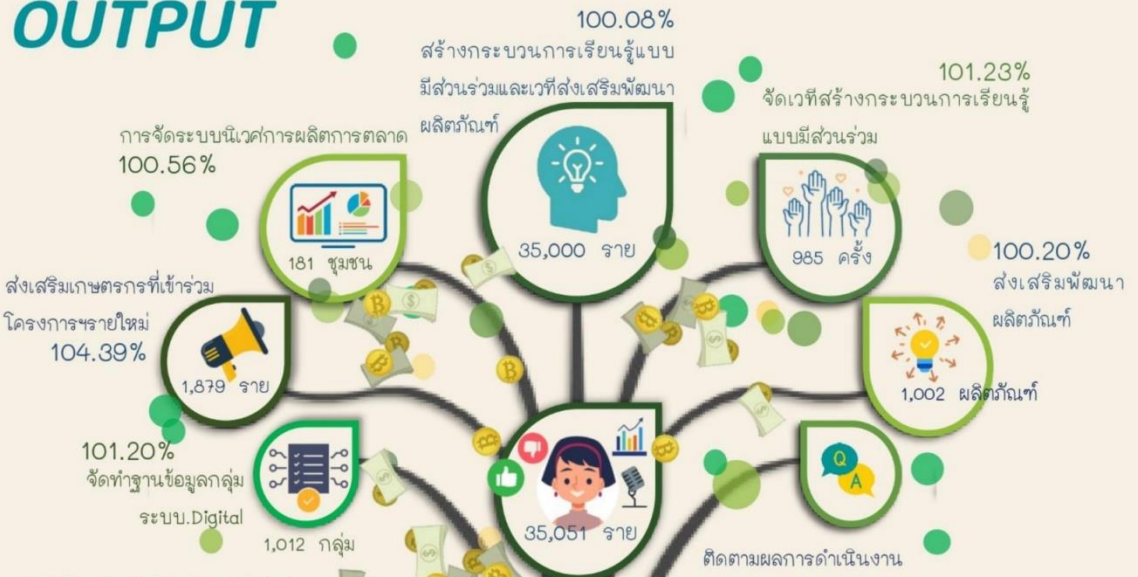 OUTPUT
100.08%
สร้างกระบวนการเรียนรู้แบบ
มีส่วนร่วมและเวทีส่งเสริมพัฒนา
ผลิตภัณฑ์
35,000 ราย
101.23%
จัดเวทีสร้างกระบวนการเรียนรู้
แบบมีส่วนร่วม
985 ครั้ง
การจัดระบบนิเวศการผลิตการตลาด
100.56%
181 ชุมชน
100.20%
ส่งเสริมพัฒนา
ผลิตภัณฑ์
1,002 ผลิตภัณฑ์
ส่งเสริมเกษตรกรที่เข้าร่วม
โครงการฯรายใหม่
104.39%
1,879 ราย
101.20%
จัดทำฐานข้อมูลกลุ่ม
ระบบ.Digital
1,012 กลุ่ม
35,051 ราย
Q
A
ติดตามผลการดำเนินงาน